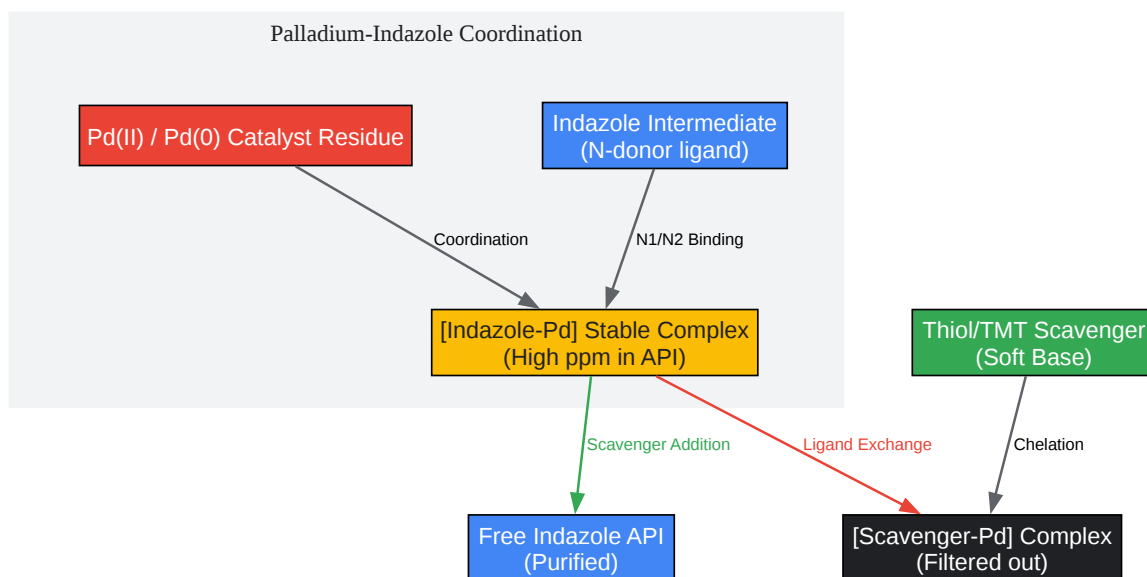 Palladium-Indazole Coordination
Pd(II) / Pd(0) Catalyst Residue
Indazole Intermediate
(N-donor ligand)
Coordination
N1/N2 Binding
[Indazole-Pd] Stable Complex
(High ppm in API)
Thiol/TMT Scavenger
(Soft Base)
Scavenger Addition
Ligand Exchange
Chelation
Free Indazole API
(Purified)
[Scavenger-Pd] Complex
(Filtered out)